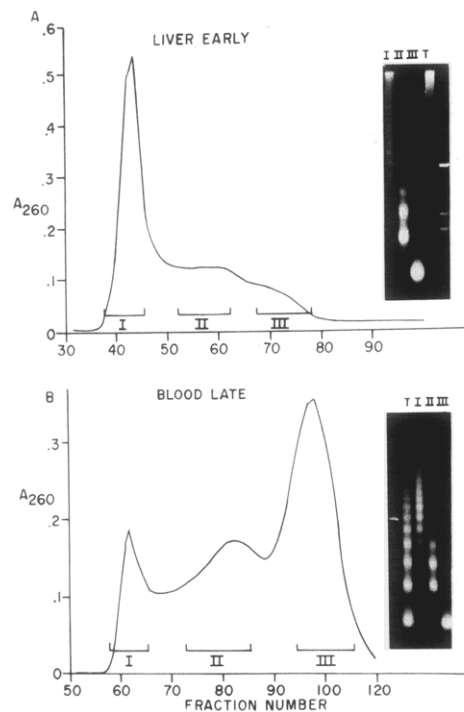 A
LIVER EARLY
.6
.5
.4
.3
A260
.2
.1
0
I II III
30 40 50 60 70 80 90
I II III T
B
BLOOD LATE
.3
A260
.2
.1
0
I II III
50 60 70 80 90 100 110 120
FRACTION NUMBER
T I II III